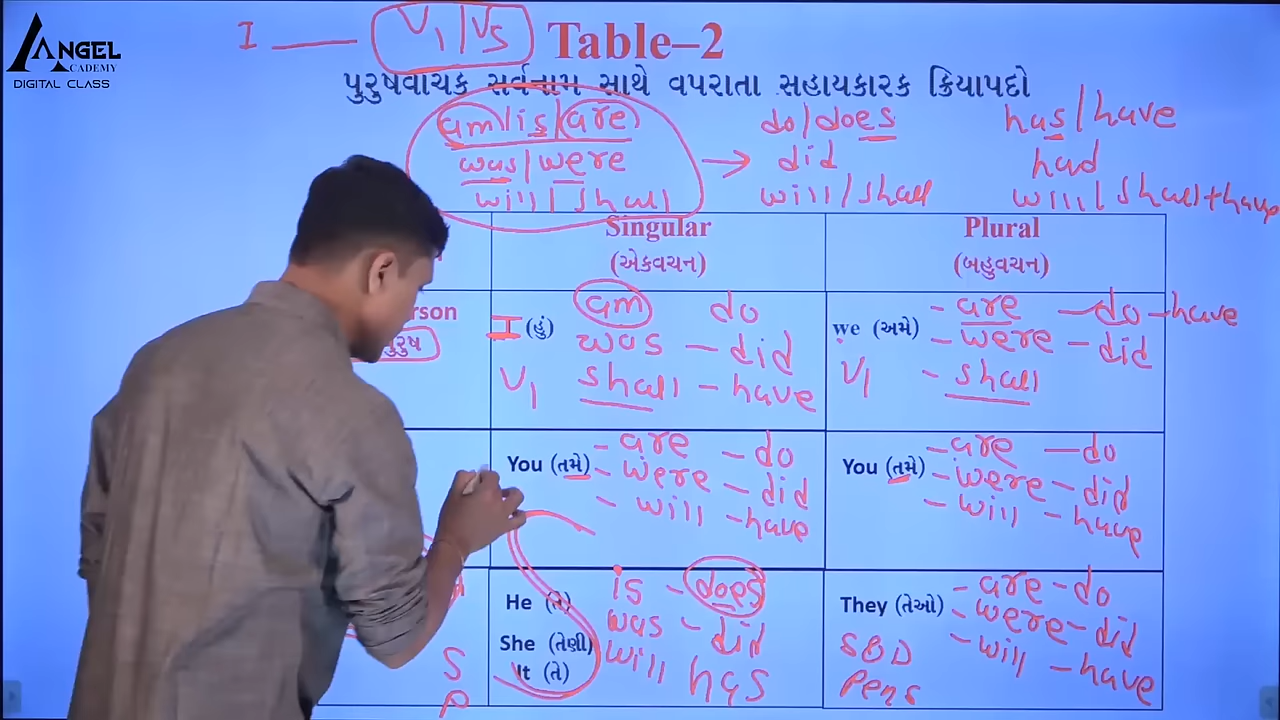 I ___ V1/V5 Table–2
ANGEL
ACADEMY
DIGITAL CLASS
પુરુષવાચક સર્વનામ સાથે વપરાતા સહાયકારક ક્રિયાપદો
am/is/are do/does has/have
was/were → did had
will/shall will/shall will/shall+have
Singular Plural
(એકવચન) (બહુવચન)
rson
પુરુષ
I (હું) am do
was – did
V1 shall – have
we (અમે) - are – do – have
- were – did
V1 - shall
You (તમે) - are – do
- were – did
- will – have
You (તમે) - are – do
- were – did
- will – have
He (તે) is – does
She (તેણી) was – did
It (તે) will has
They (તેઓ) - are – do
- were – did
SBD - will – have
Pens
S
P